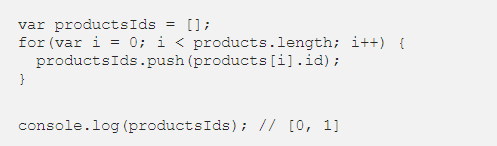 var productsIds = [];
for(var i = 0; i < products.length; i++) {
  productsIds.push(products[i].id);
}
console.log(productsIds); // [0, 1]